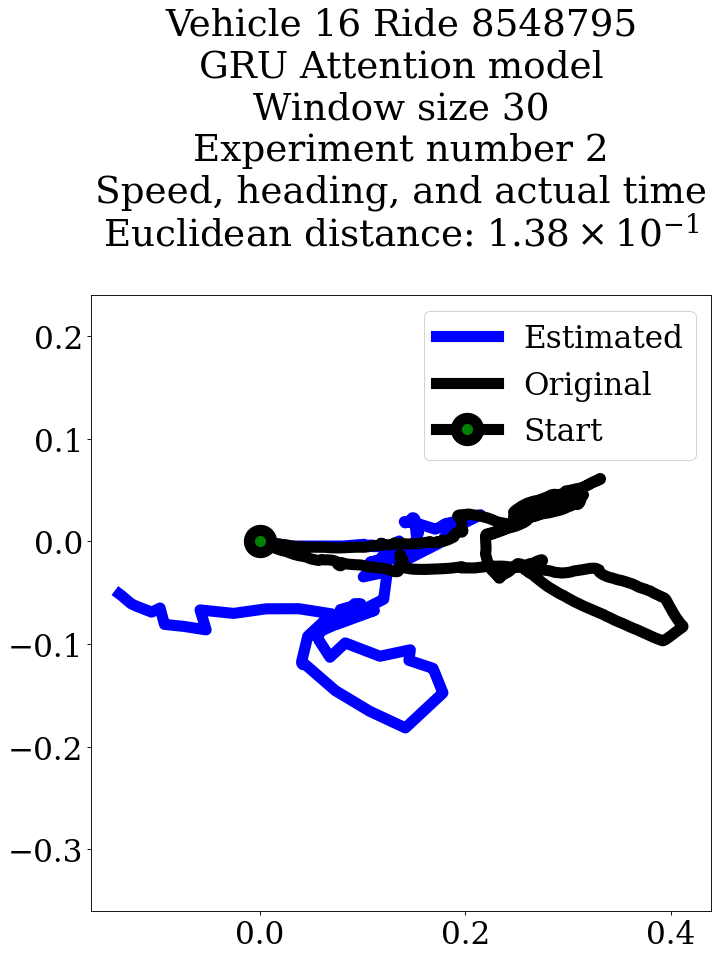 Vehicle 16 Ride 8548795
GRU Attention model
Window size 30
Experiment number 2
Speed, heading, and actual time
Euclidean distance: 1.38 × 10⁻¹
Estimated
Original
Start
0.2
0.1
0.0
−0.1
−0.2
−0.3
0.0 0.2 0.4